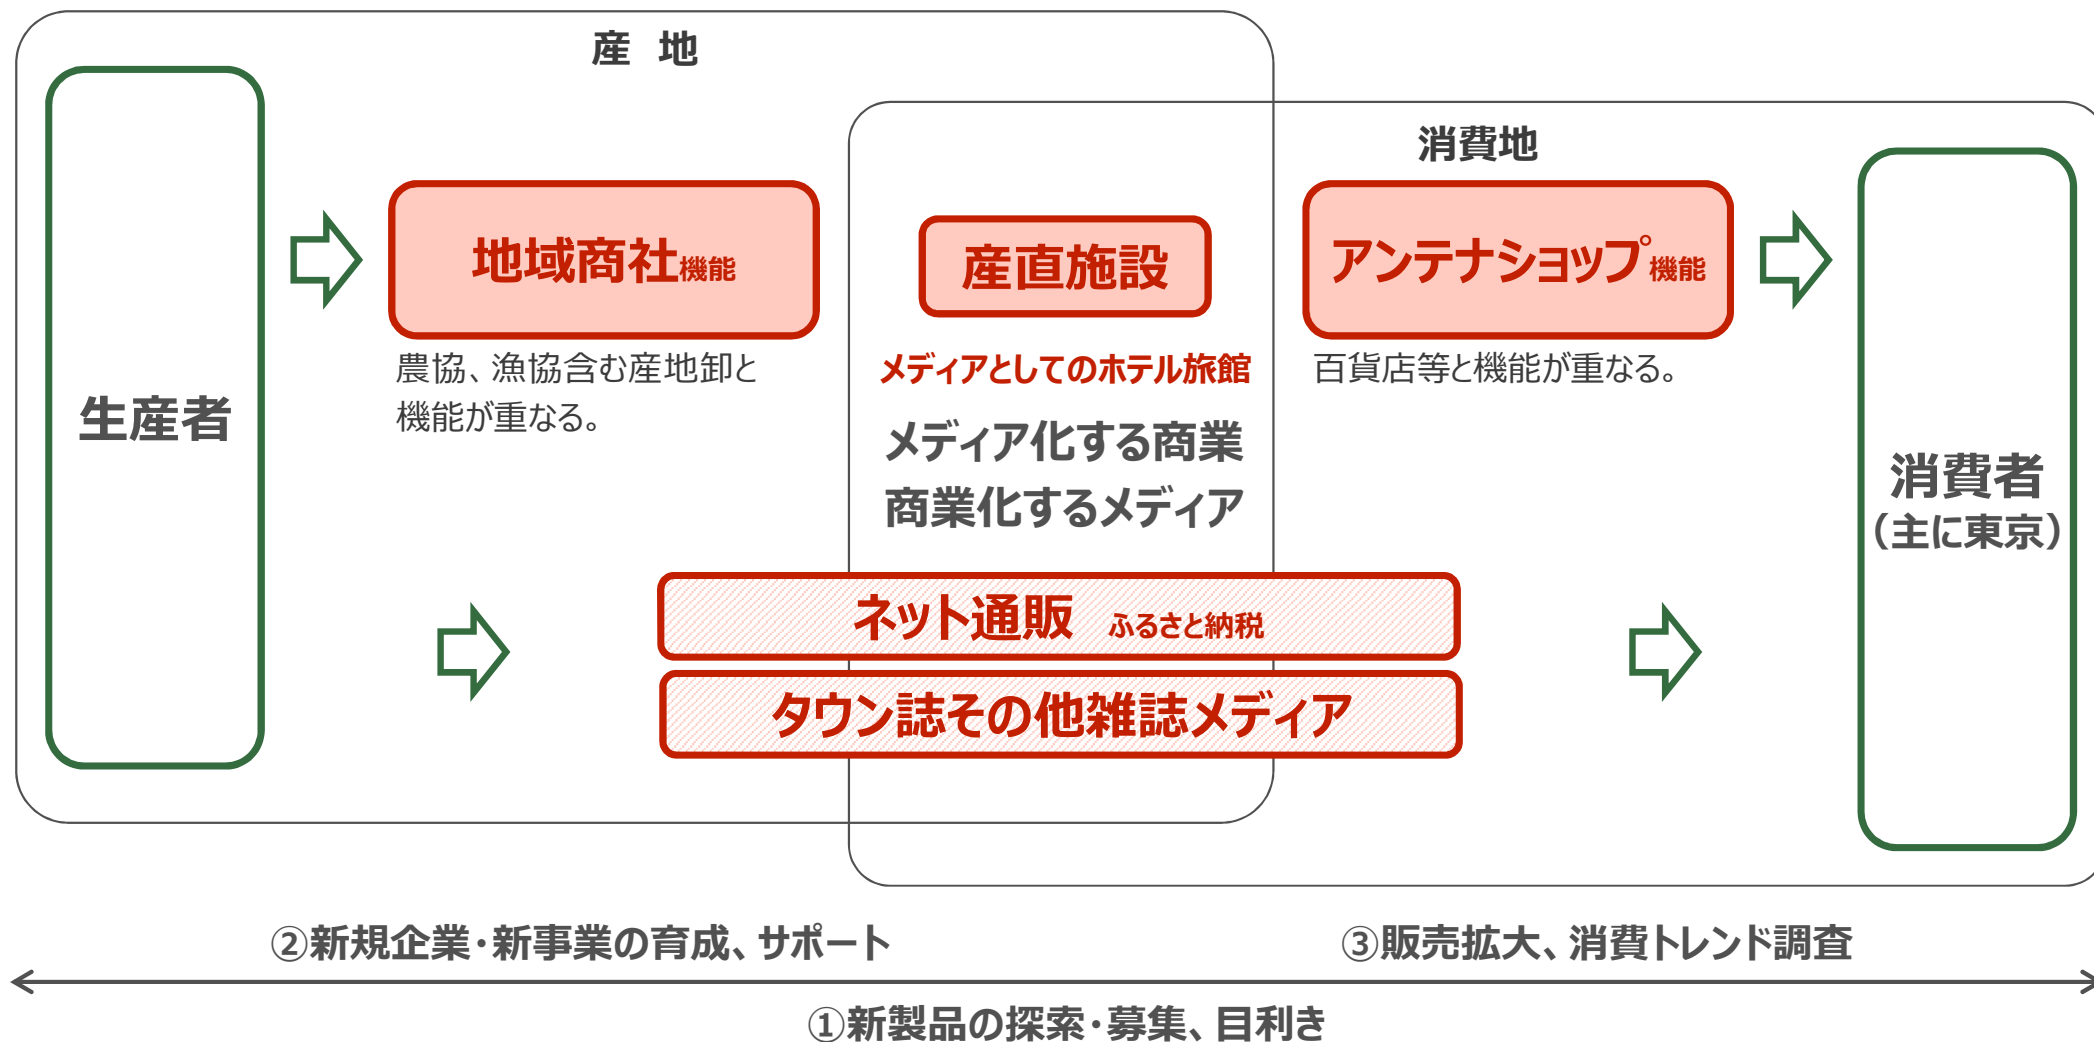 産 地
消費地
生産者
地域商社機能
農協、漁協含む産地卸と
機能が重なる。
産直施設
メディアとしてのホテル旅館
メディア化する商業
商業化するメディア
アンテナショップ機能
百貨店等と機能が重なる。
消費者
（主に東京）
ネット通販 ふるさと納税
タウン誌その他雑誌メディア
②新規企業・新事業の育成、サポート
③販売拡大、消費トレンド調査
①新製品の探索・募集、目利き